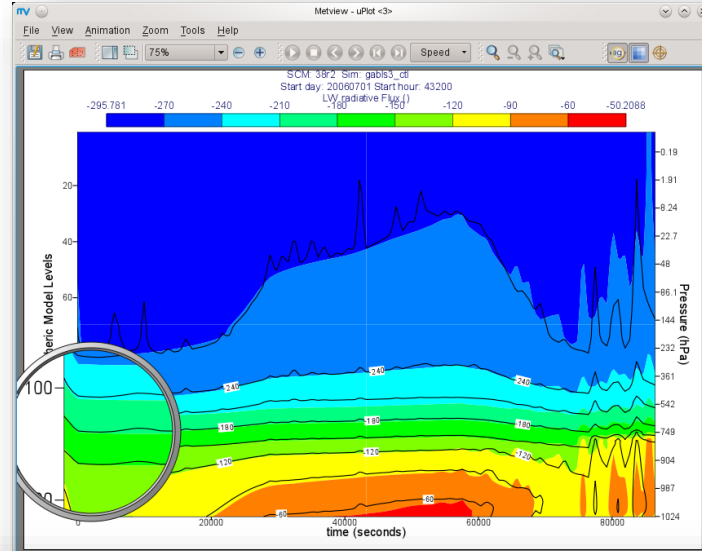 Metview - uPlot <3>
File View Animation Zoom Tools Help
75%
Speed
SCM: 38r2 Sim: gabls3_ctl
Start day: 20060701 Start hour: 43200
LW radiative Flux ()
-295.781 -270 -240 -210 -180 -150 -120 -90 -60 -50.2088
20
40
60
100
heric Model Levels
0.19
1.91
8.24
22.7
48
86.1
144
232
361
542
749
904
987
1024
Pressure (hPa)
-240 -240
-180 -180 -180
-120 -120 -120
-60 -60
20000 40000 60000 80000
time (seconds)